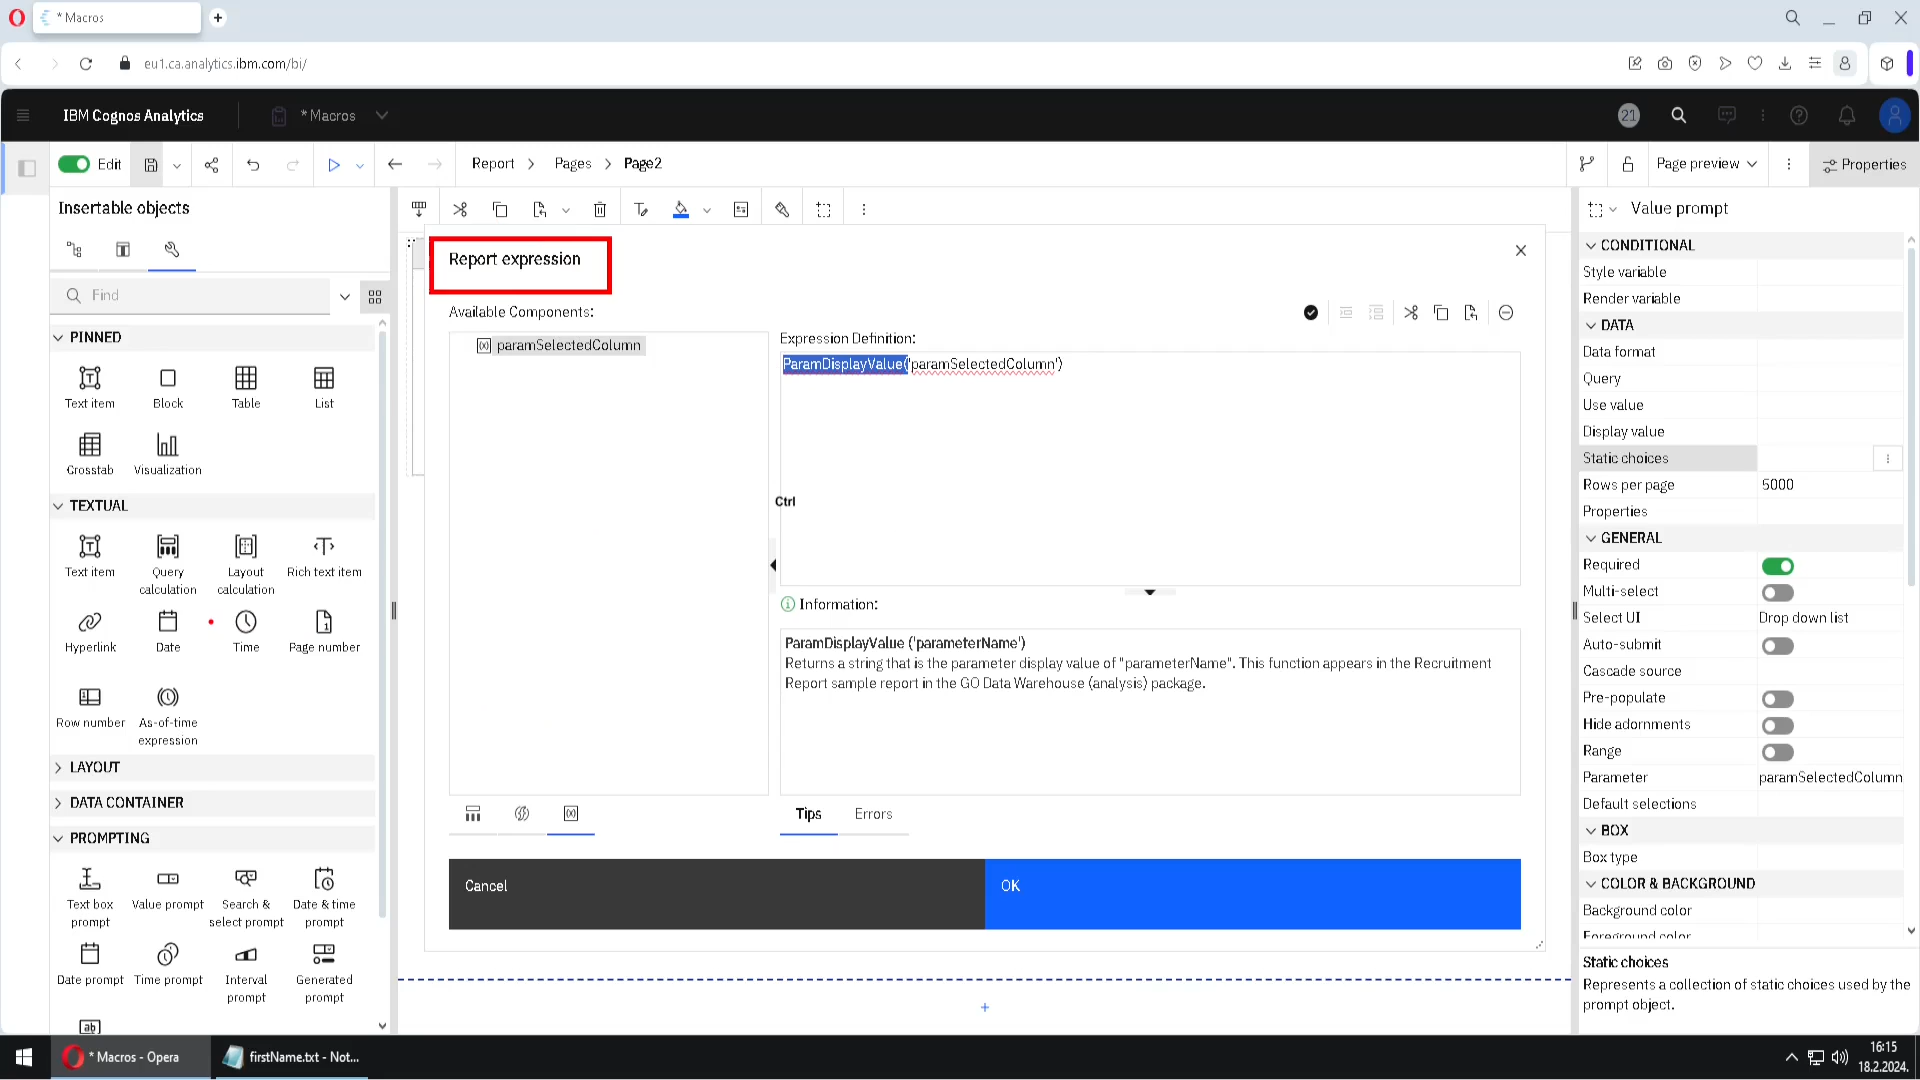 * Macros
eu1.ca.analytics.ibm.com/bi/
IBM Cognos Analytics
* Macros
21
Edit
Report
Pages
Page2
Page preview
Properties
Insertable objects
Find
PINNED
Text item
Block
Table
List
Crosstab
Visualization
TEXTUAL
Text item
Query calculation
Layout calculation
Rich text item
Hyperlink
Date
Time
Page number
Row number
As-of-time expression
LAYOUT
DATA CONTAINER
PROMPTING
Text box prompt
Value prompt
Search & select prompt
Date & time prompt
Date prompt
Time prompt
Interval prompt
Generated prompt
Report expression
Available Components:
paramSelectedColumn
Expression Definition:
ParamDisplayValue('paramSelectedColumn')
Ctrl
Information:
ParamDisplayValue ('parameterName')
Returns a string that is the parameter display value of "parameterName". This function appears in the Recruitment
Report sample report in the GO Data Warehouse (analysis) package.
Tips
Errors
Cancel
OK
Value prompt
CONDITIONAL
Style variable
Render variable
DATA
Data format
Query
Use value
Display value
Static choices
Rows per page
5000
Properties
GENERAL
Required
Multi-select
Select UI
Drop down list
Auto-submit
Cascade source
Pre-populate
Hide adornments
Range
Parameter
paramSelectedColumn
Default selections
BOX
Box type
COLOR & BACKGROUND
Background color
Foreground color
Static choices
Represents a collection of static choices used by the
prompt object.
* Macros - Opera
firstName.txt - Not...
16:15
18.2.2024.